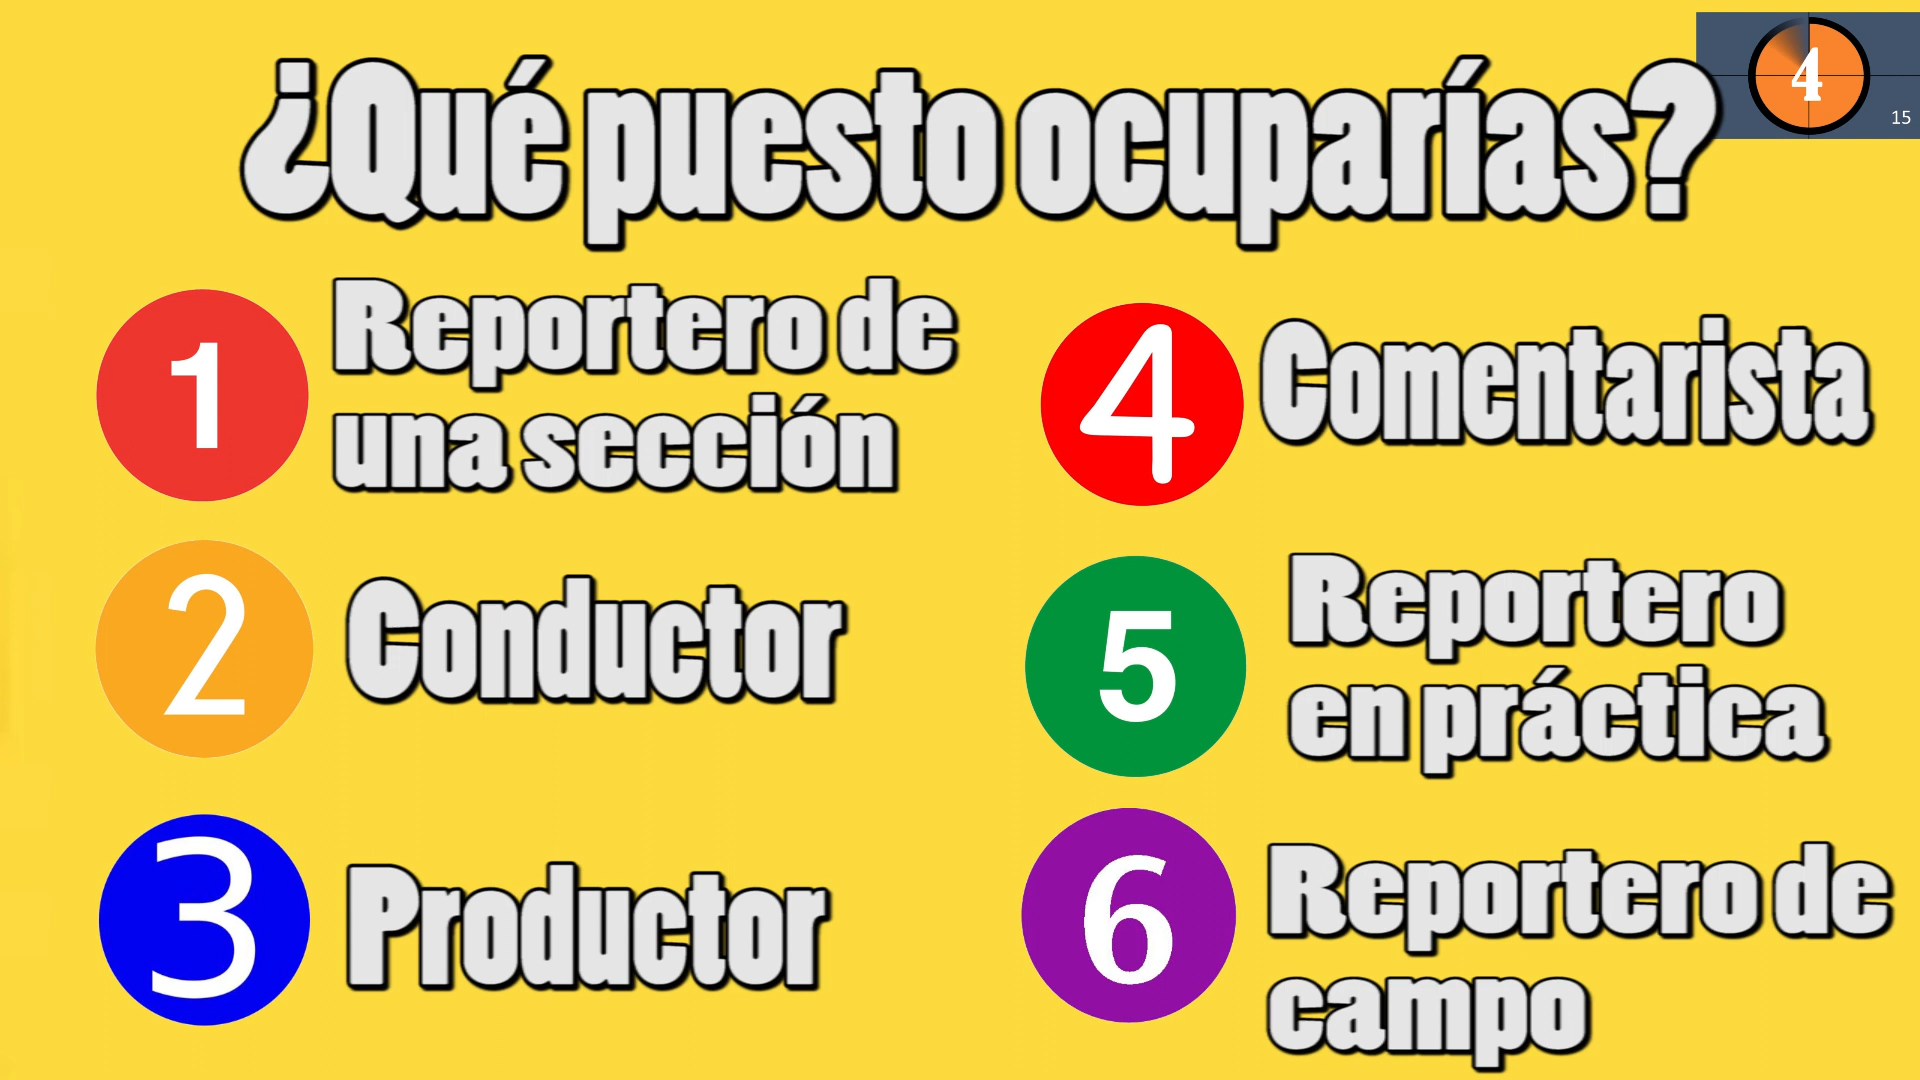 ¿Qué puesto ocuparías?
4
15
1
Reportero de
una sección
2
Conductor
3
Productor
4
Comentarista
5
Reportero
en práctica
6
Reportero de
campo